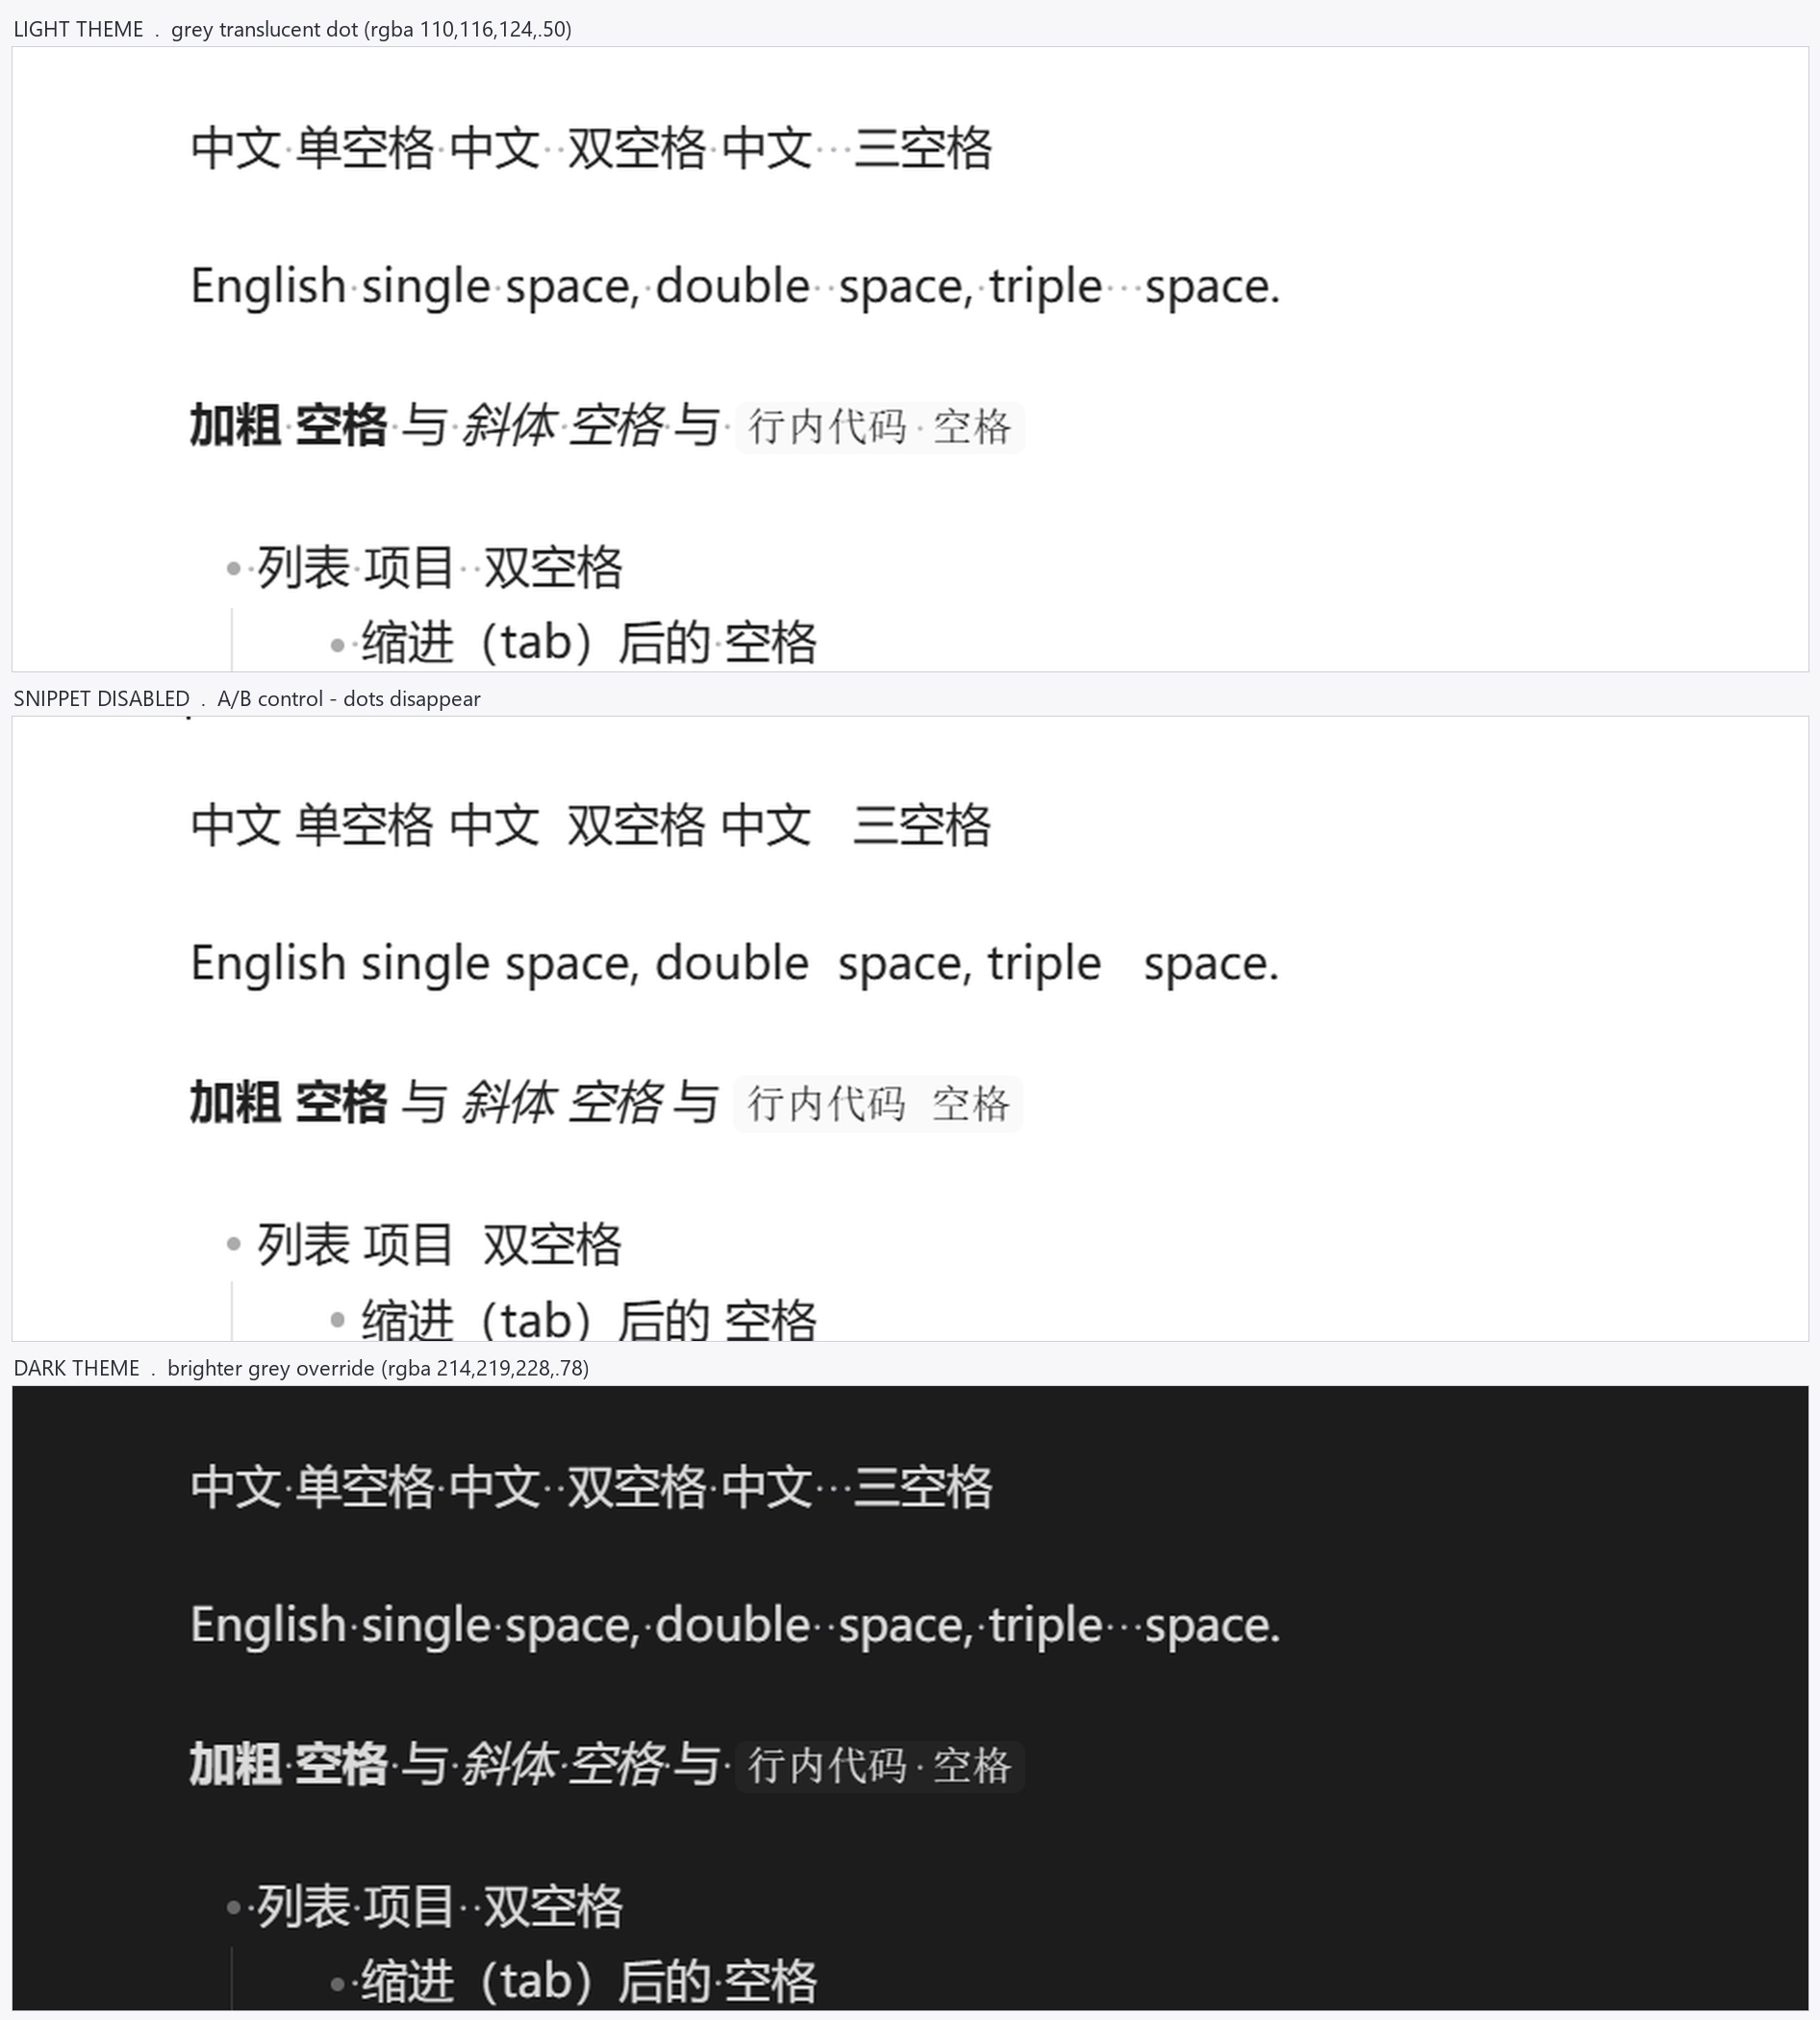 LIGHT THEME . grey translucent dot (rgba 110,116,124,.50)
中文·单空格·中文··双空格·中文···三空格
English·single·space,·double··space,·triple···space.
加粗·空格·与·斜体·空格·与· 行内代码·空格
•·列表·项目··双空格
•·缩进（tab）后的·空格
SNIPPET DISABLED . A/B control - dots disappear
中文 单空格 中文  双空格 中文   三空格
English single space, double  space, triple   space.
加粗 空格 与 斜体 空格 与 行内代码 空格
• 列表 项目  双空格
• 缩进（tab）后的 空格
DARK THEME . brighter grey override (rgba 214,219,228,.78)
中文·单空格·中文··双空格·中文···三空格
English·single·space,·double··space,·triple···space.
加粗·空格·与·斜体·空格·与· 行内代码·空格
•·列表·项目··双空格
•·缩进（tab）后的·空格